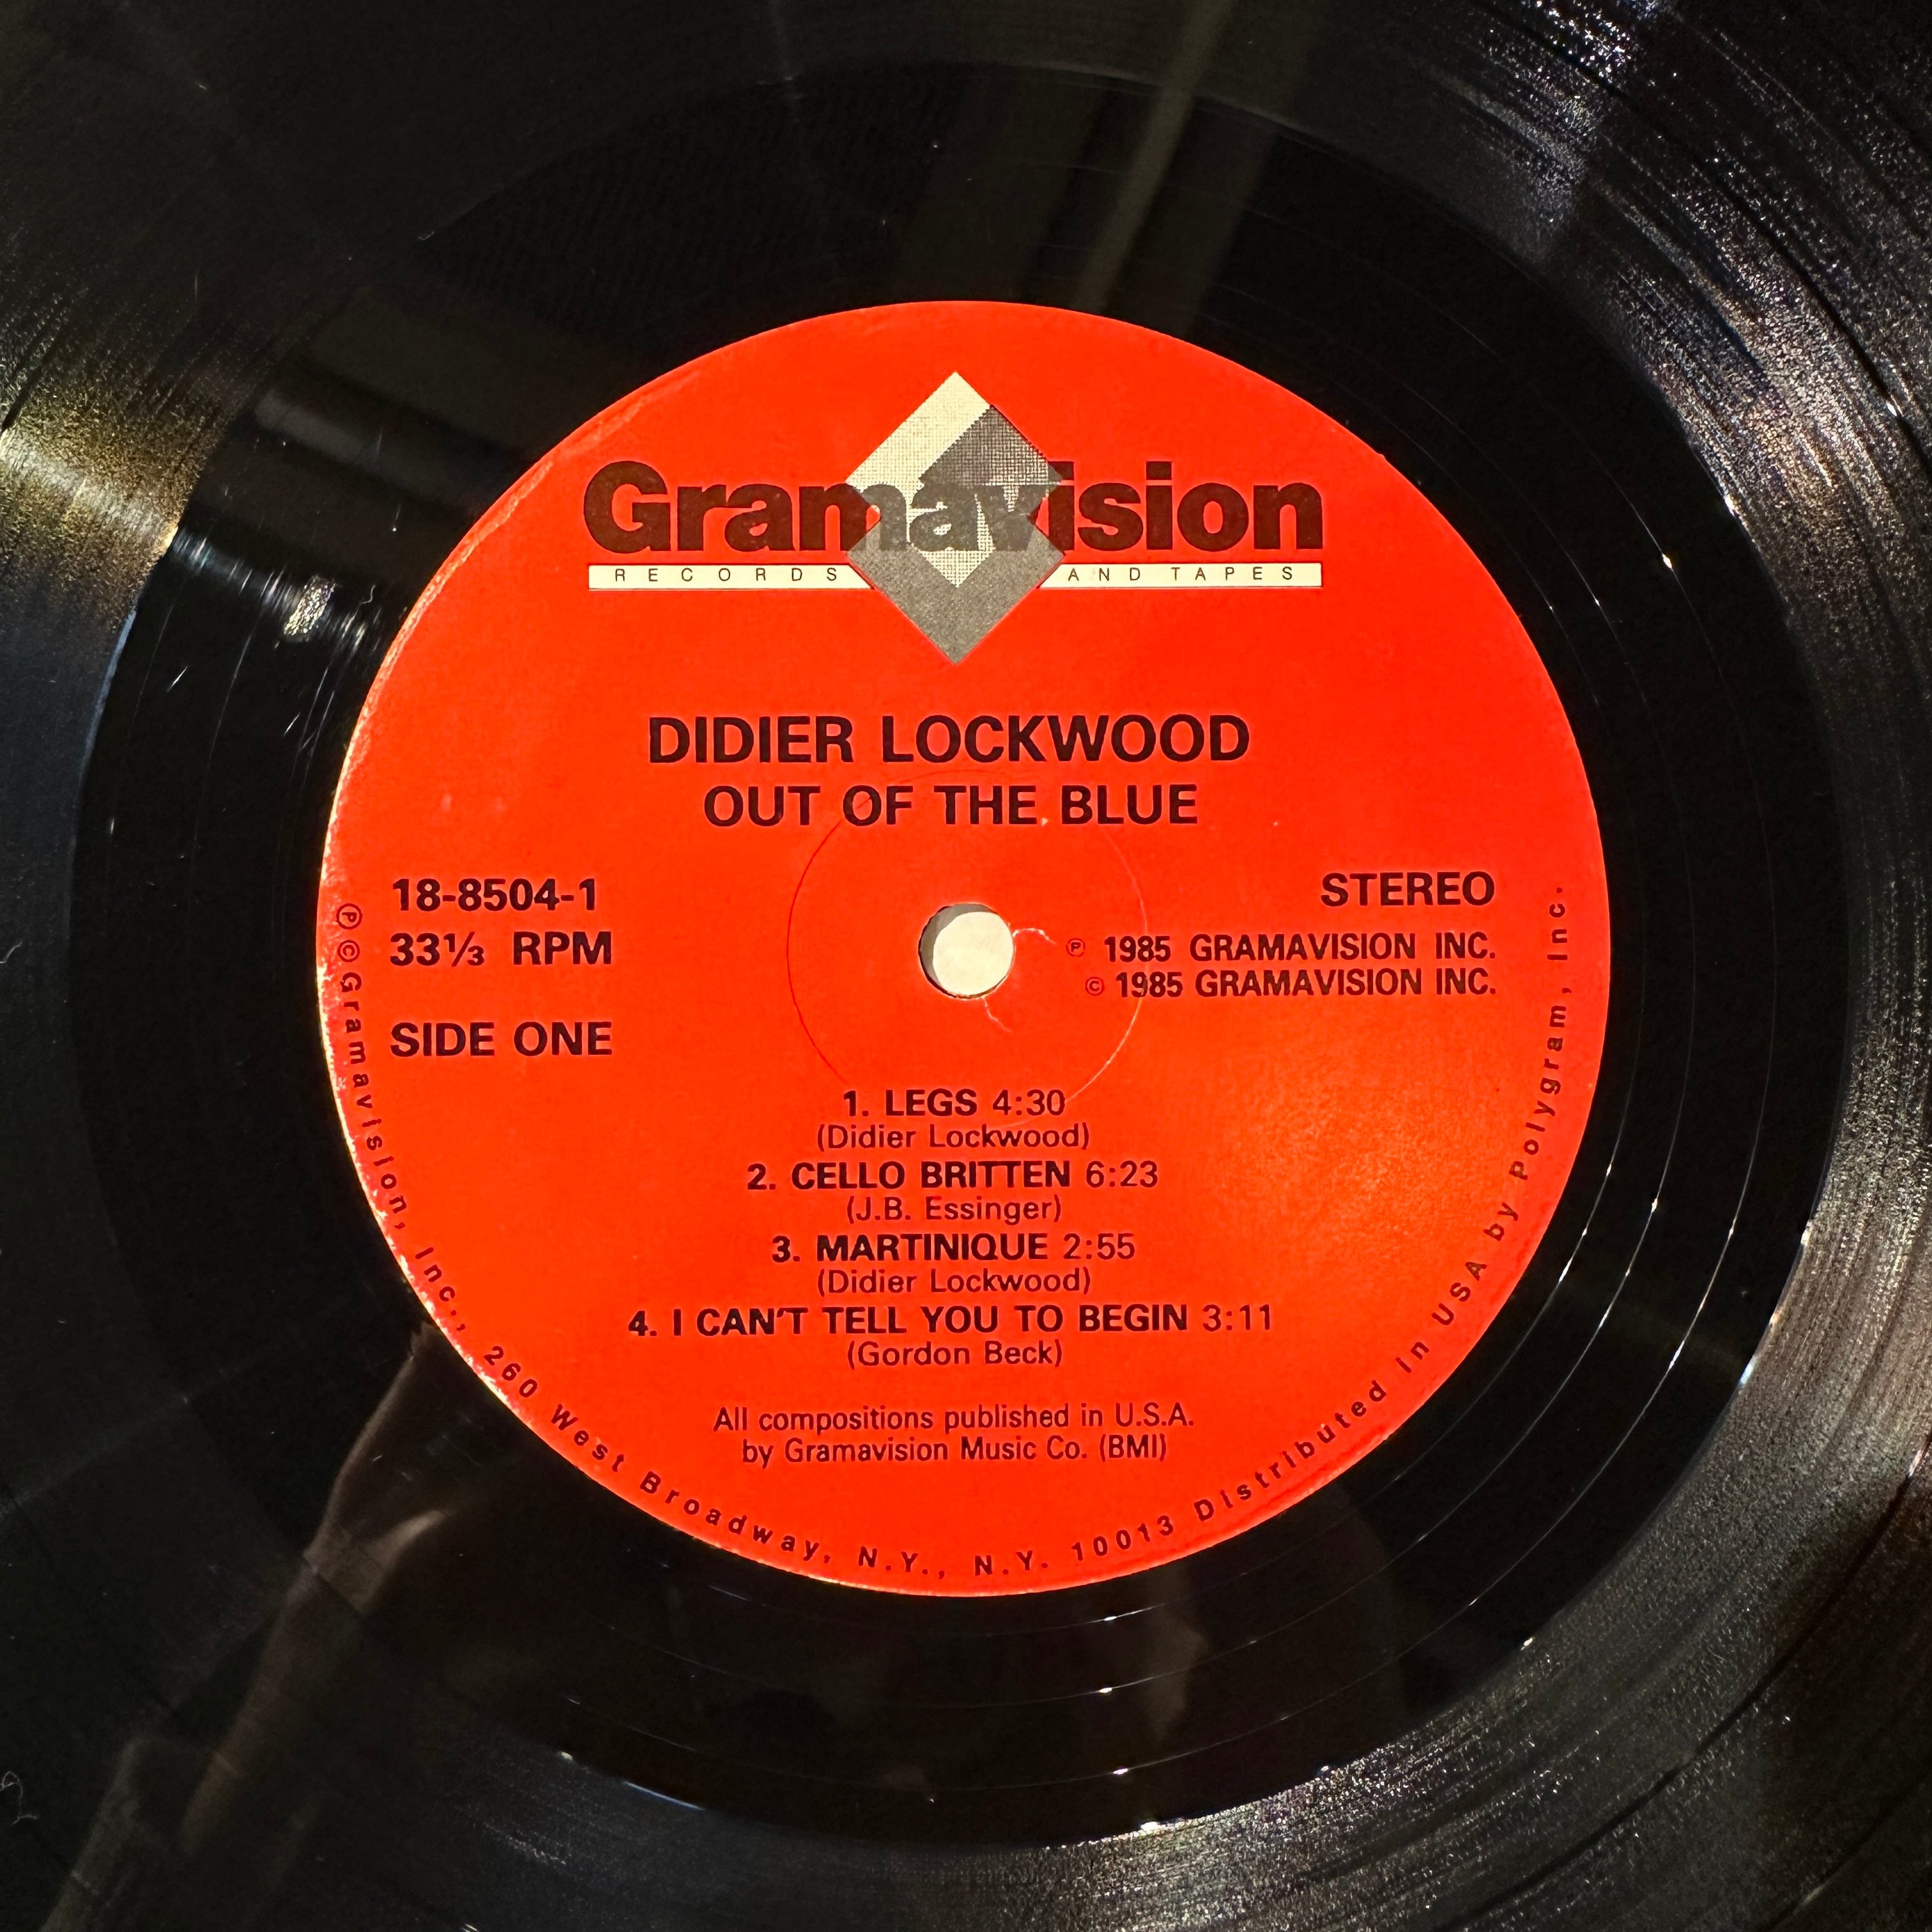 Gramavision
RECORDS AND TAPES
DIDIER LOCKWOOD
OUT OF THE BLUE
18-8504-1
33⅓ RPM
SIDE ONE
STEREO
℗ 1985 GRAMAVISION INC.
© 1985 GRAMAVISION INC.
1. LEGS 4:30
(Didier Lockwood)
2. CELLO BRITTEN 6:23
(J.B. Essinger)
3. MARTINIQUE 2:55
(Didier Lockwood)
4. I CAN'T TELL YOU TO BEGIN 3:11
(Gordon Beck)
All compositions published in U.S.A.
by Gramavision Music Co. (BMI)
℗ © Gramavision, Inc., 260 West Broadway, N.Y., N.Y. 10013 Distributed in USA by Polygram, Inc.